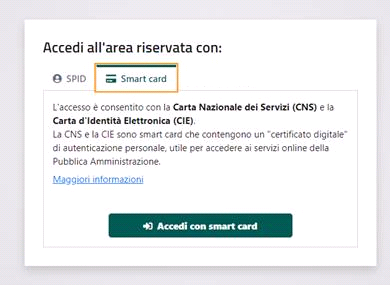 Accedi all'area riservata con:
SPID
Smart card
L'accesso è consentito con la Carta Nazionale dei Servizi (CNS) e la
Carta d'Identità Elettronica (CIE).
La CNS e la CIE sono smart card che contengono un "certificato digitale"
di autenticazione personale, utile per accedere ai servizi online della
Pubblica Amministrazione.
Maggiori informazioni
Accedi con smart card